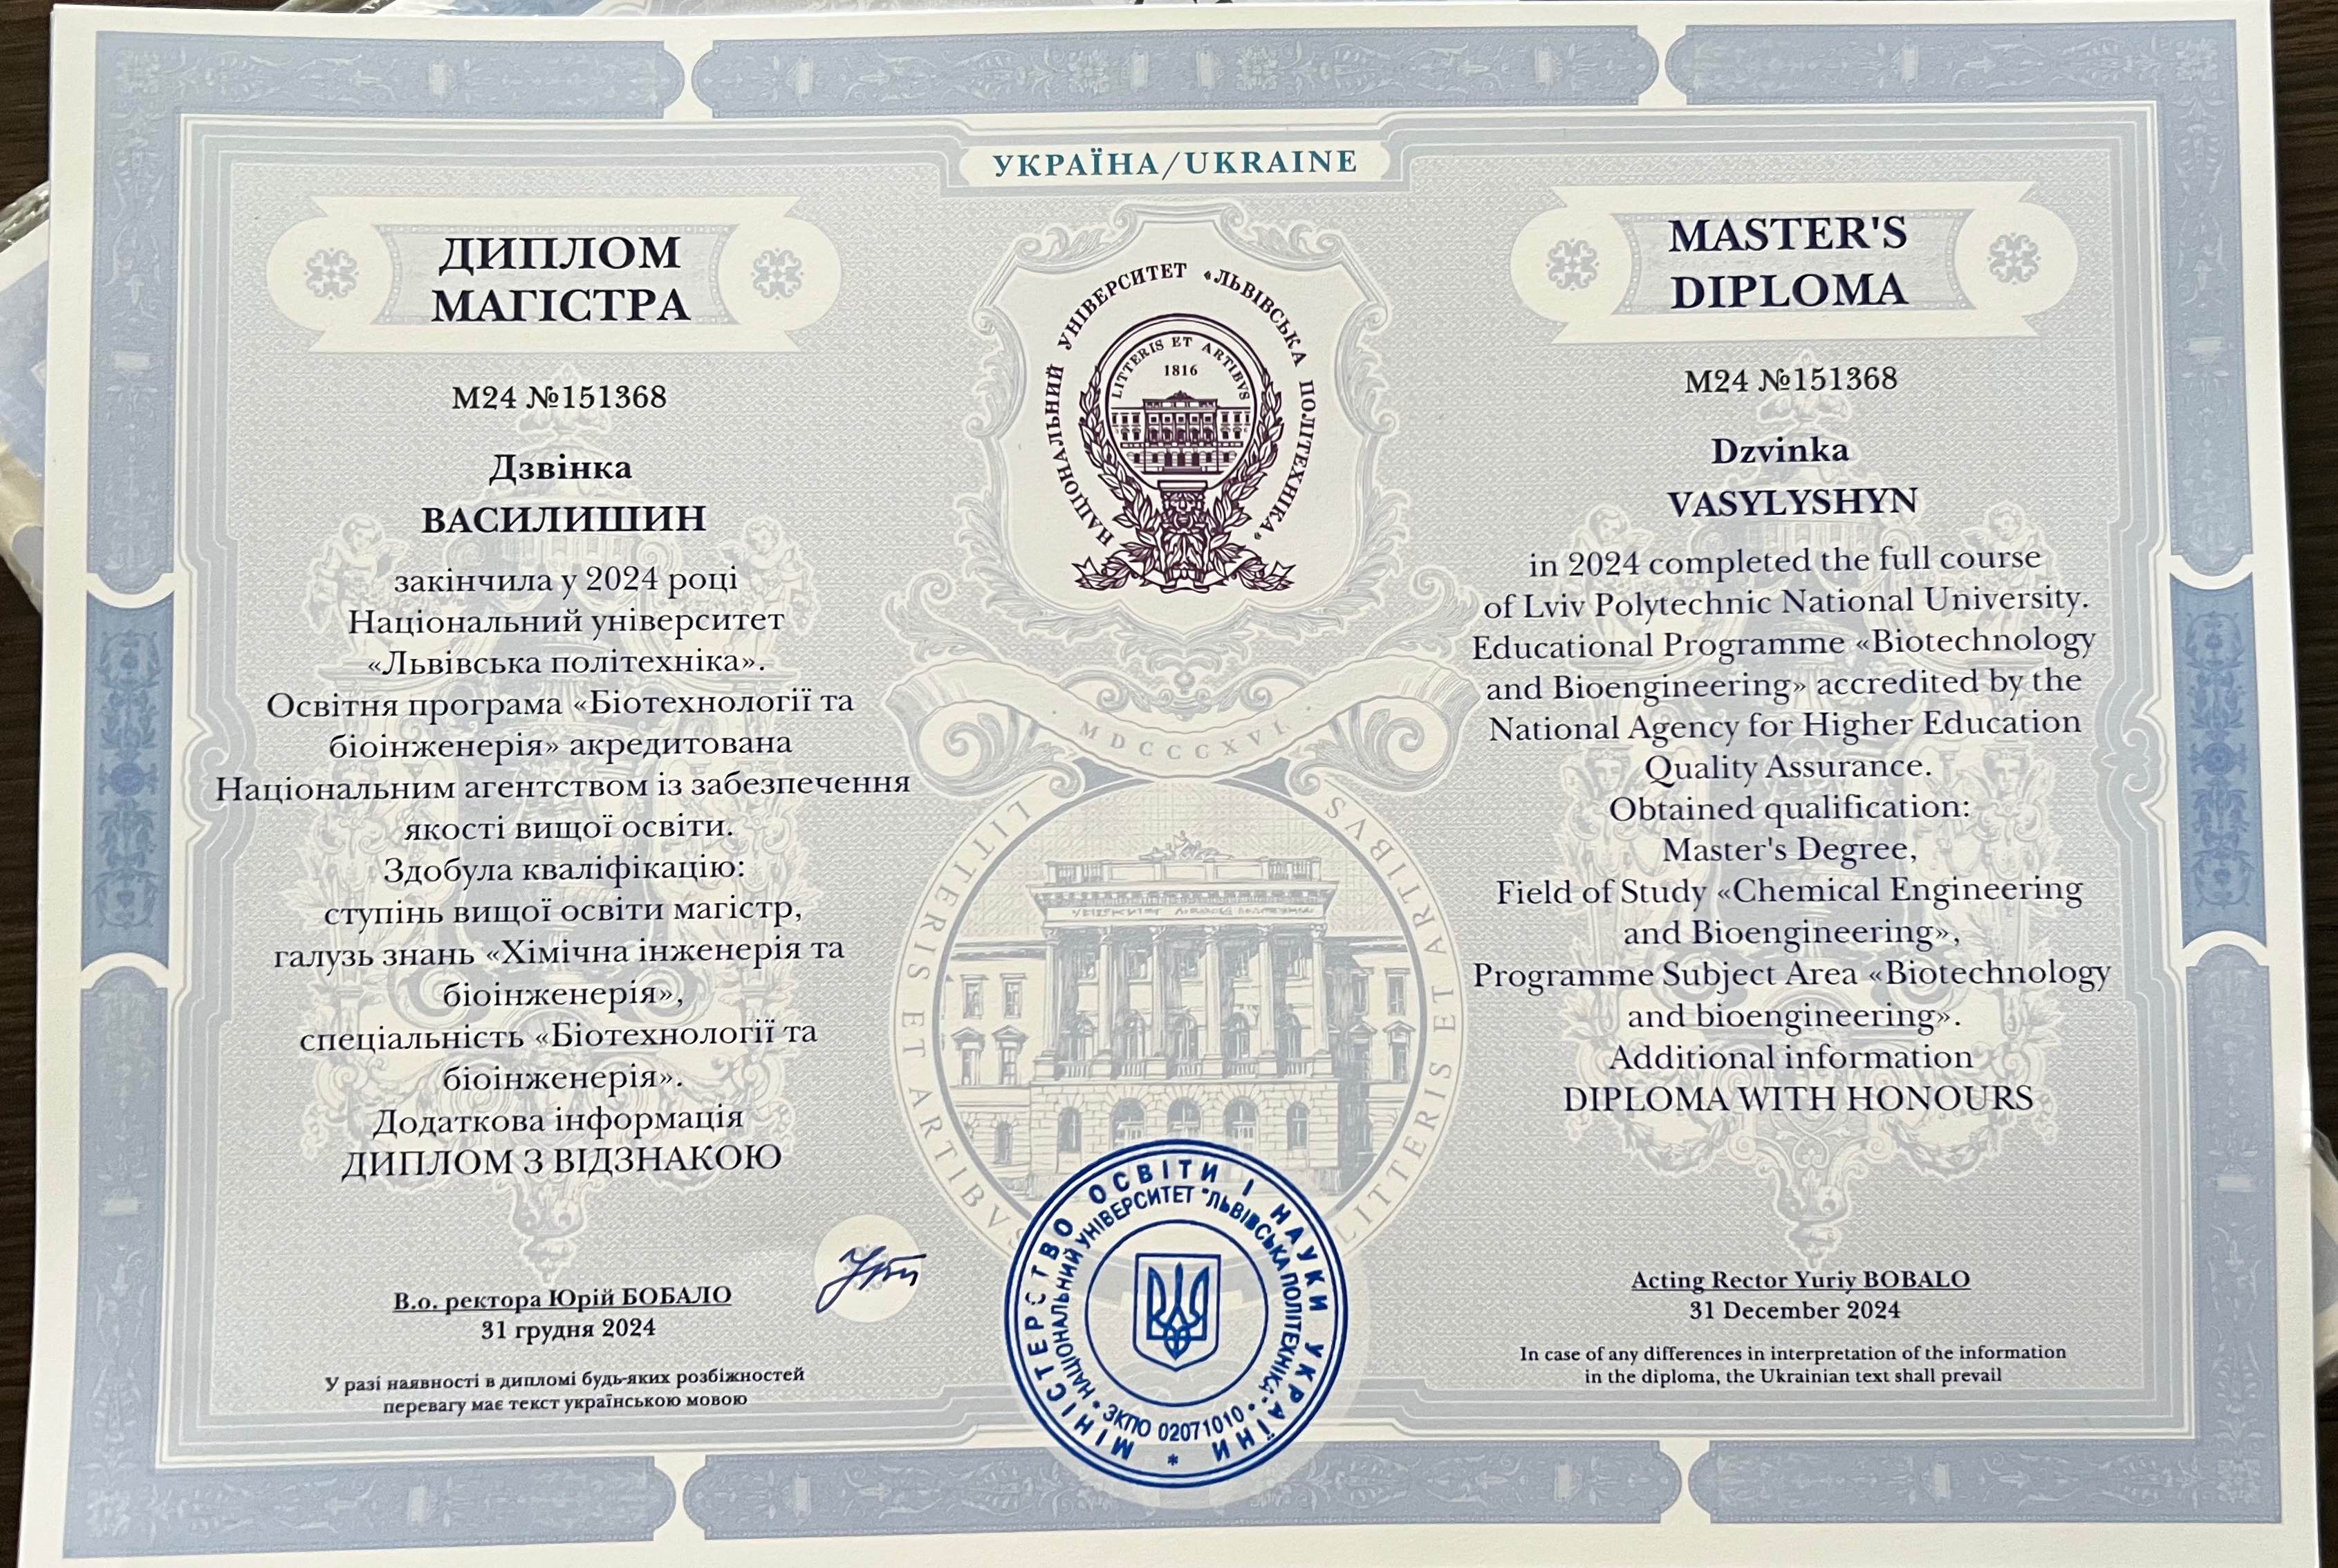 УКРАЇНА/UKRAINE
ДИПЛОМ
МАГІСТРА
М24 №151368
Дзвінка
ВАСИЛИШИН
закінчила у 2024 році
Національний університет
«Львівська політехніка».
Освітня програма «Біотехнології та
біоінженерія» акредитована
Національним агентством із забезпечення
якості вищої освіти.
Здобула кваліфікацію:
ступінь вищої освіти магістр,
галузь знань «Хімічна інженерія та
біоінженерія»,
спеціальність «Біотехнології та
біоінженерія».
Додаткова інформація
ДИПЛОМ З ВІДЗНАКОЮ
В.о. ректора Юрій БОБАЛО
31 грудня 2024
У разі наявності в дипломі будь-яких розбіжностей
перевагу має текст українською мовою
НАЦІОНАЛЬНИЙ УНІВЕРСИТЕТ «ЛЬВІВСЬКА ПОЛІТЕХНІКА»
LITTERIS ET ARTIBVS
1816
· MDCCCXVI ·
LITTERIS ET ARTIBVS
LITTERIS ET ARTIBVS
МІНІСТЕРСТВО ОСВІТИ І НАУКИ УКРАЇНИ *
НАЦІОНАЛЬНИЙ УНІВЕРСИТЕТ "ЛЬВІВСЬКА ПОЛІТЕХНІКА"
* ЗКПО 02071010 *
MASTER'S
DIPLOMA
M24 №151368
Dzvinka
VASYLYSHYN
in 2024 completed the full course
of Lviv Polytechnic National University.
Educational Programme «Biotechnology
and Bioengineering» accredited by the
National Agency for Higher Education
Quality Assurance.
Obtained qualification:
Master's Degree,
Field of Study «Chemical Engineering
and Bioengineering»,
Programme Subject Area «Biotechnology
and bioengineering».
Additional information
DIPLOMA WITH HONOURS
Acting Rector Yuriy BOBALO
31 December 2024
In case of any differences in interpretation of the information
in the diploma, the Ukrainian text shall prevail